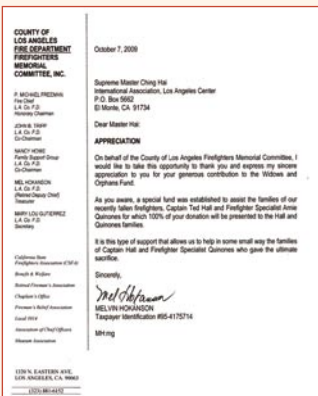 COUNTY OF
LOS ANGELES
FIRE DEPARTMENT
FIREFIGHTERS
MEMORIAL
COMMITTEE, INC.
P. MICHAEL FREEMAN
Fire Chief
L.A. Co. F.D.
Honorary Chairman
JOHN B. TRIPP
L.A. Co. F.D.
Co-Chairman
NANCY HOWE
Family Support Group
L.A. Co. F.D.
Co-Chairman
MEL HOKANSON
L.A. Co. F.D.
(Retired Deputy Chief)
Treasurer
MARY LOU GUTIERREZ
L.A. Co. F.D.
Secretary
California State
Firefighters Association (CSFA)
Benefit & Welfare
Retired Firemen's Association
Chaplain's Office
Firemen's Relief Association
Local 1014
Association of Chief Officers
Museum Association
1320 N. EASTERN AVE.
LOS ANGELES, CA. 90063
(323) 881-6152
October 7, 2009
Supreme Master Ching Hai
International Association, Los Angeles Center
P.O. Box 5662
El Monte, CA 91734
Dear Master Hai:
APPRECIATION
On behalf of the County of Los Angeles Firefighters Memorial Committee, I
would like to take this opportunity to thank you and express my sincere
appreciation to you for your generous contribution to the Widows and
Orphans Fund.
As you aware, a special fund was established to assist the families of our
recently fallen firefighters, Captain Ted Hall and Firefighter Specialist Arnie
Quinones for which 100% of your donation will be presented to the Hall and
Quinones families.
It is this type of support that allows us to help in some small way the families
of Captain Hall and Firefighter Specialist Quinones who gave the ultimate
sacrifice.
Sincerely,
Mel Hokanson
MELVIN HOKANSON
Taxpayer Identification #95-4175714
MH:mg